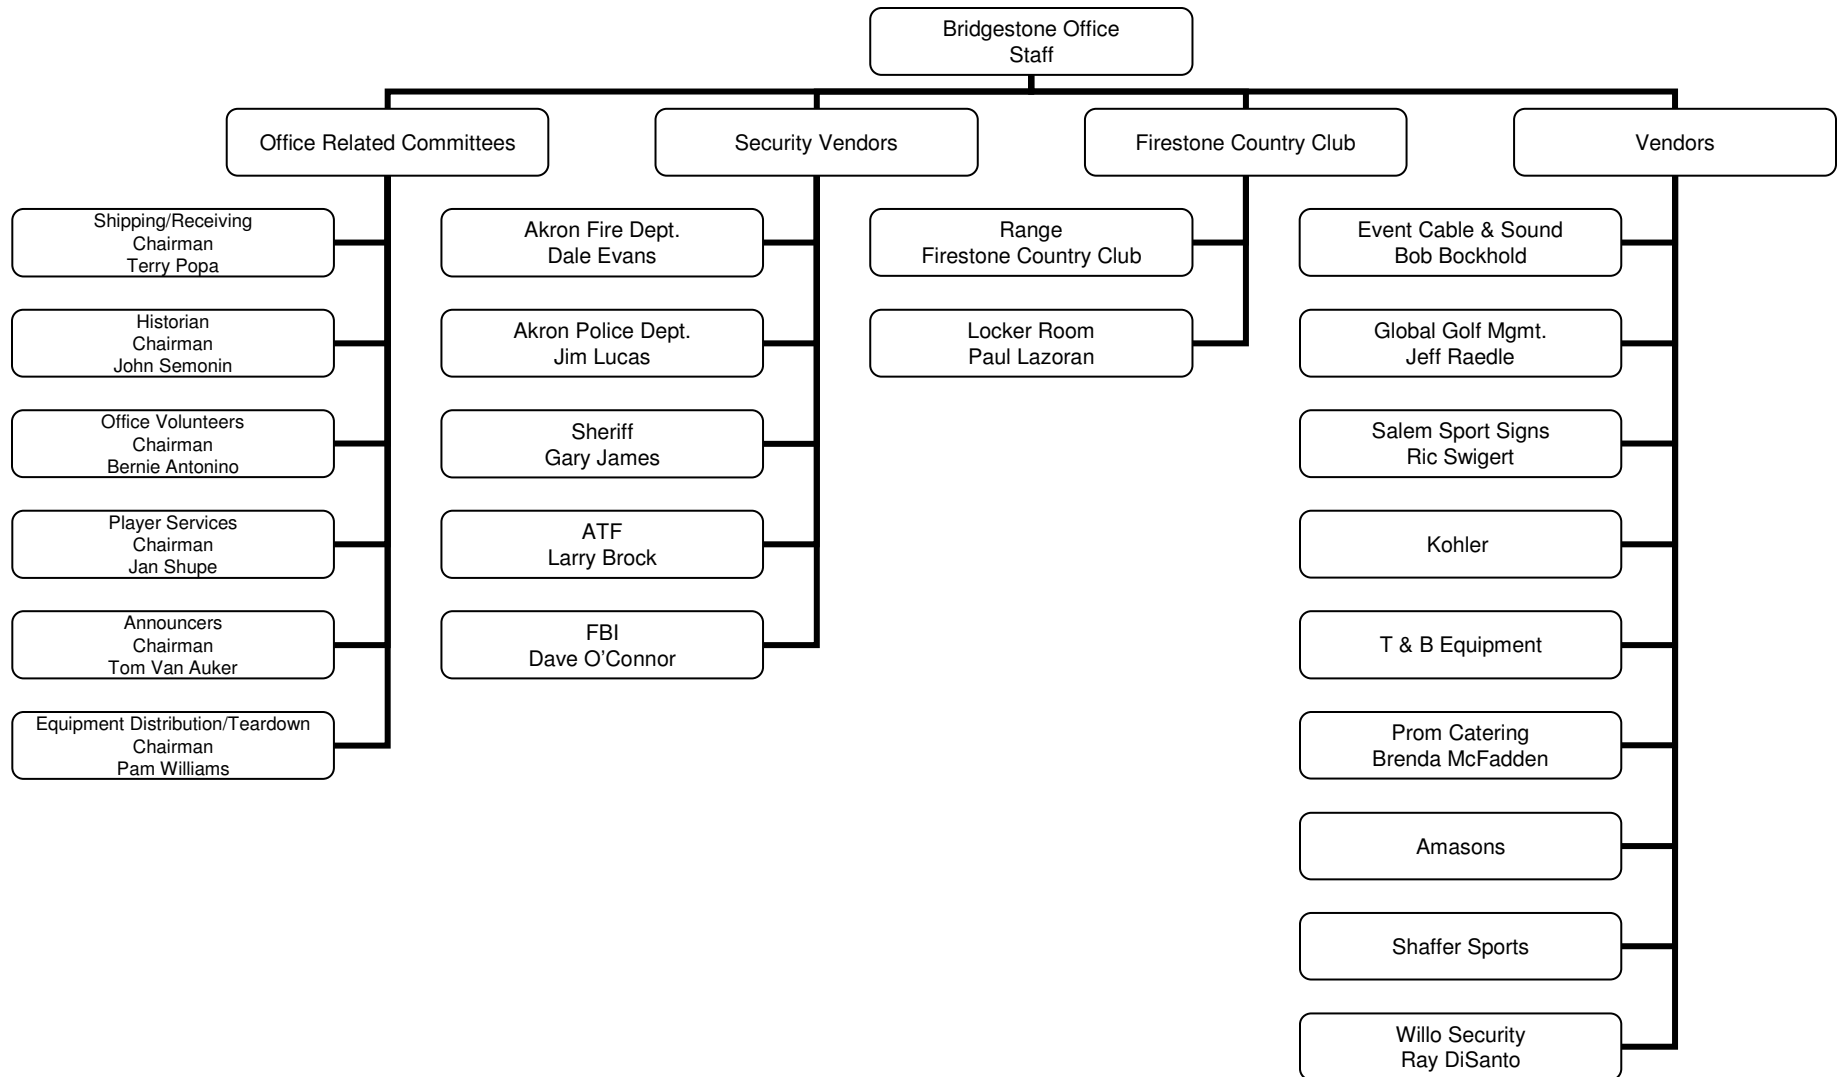 Bridgestone Office
Staff
Office Related Committees
Security Vendors
Firestone Country Club
Vendors
Shipping/Receiving
Chairman
Terry Popa
Historian
Chairman
John Semonin
Office Volunteers
Chairman
Bernie Antonino
Player Services
Chairman
Jan Shupe
Announcers
Chairman
Tom Van Auker
Equipment Distribution/Teardown
Chairman
Pam Williams
Akron Fire Dept.
Dale Evans
Akron Police Dept.
Jim Lucas
Sheriff
Gary James
ATF
Larry Brock
FBI
Dave O’Connor
Range
Firestone Country Club
Locker Room
Paul Lazoran
Event Cable & Sound
Bob Bockhold
Global Golf Mgmt.
Jeff Raedle
Salem Sport Signs
Ric Swigert
Kohler
T & B Equipment
Prom Catering
Brenda McFadden
Amasons
Shaffer Sports
Willo Security
Ray DiSanto